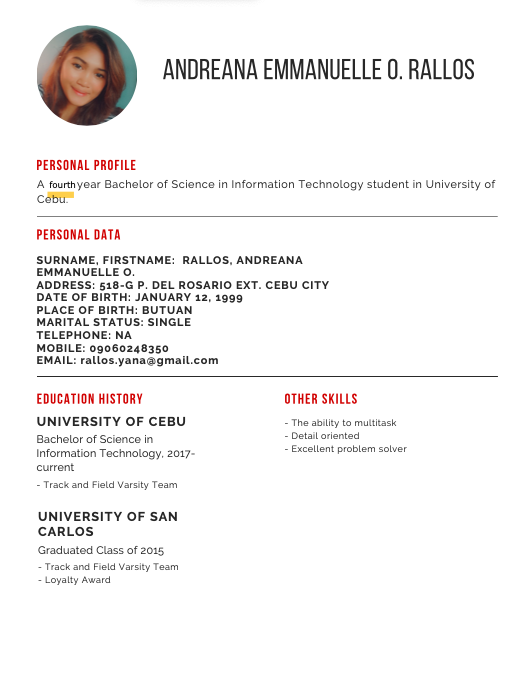 ANDREANA EMMANUELLE O. RALLOS
PERSONAL PROFILE
A fourth year Bachelor of Science in Information Technology student in University of
Cebu.
PERSONAL DATA
SURNAME, FIRSTNAME: RALLOS, ANDREANA
EMMANUELLE O.
ADDRESS: 518-G P. DEL ROSARIO EXT. CEBU CITY
DATE OF BIRTH: JANUARY 12, 1999
PLACE OF BIRTH: BUTUAN
MARITAL STATUS: SINGLE
TELEPHONE: NA
MOBILE: 09060248350
EMAIL: rallos.yana@gmail.com
EDUCATION HISTORY
UNIVERSITY OF CEBU
Bachelor of Science in
Information Technology, 2017-
current
- Track and Field Varsity Team
UNIVERSITY OF SAN
CARLOS
Graduated Class of 2015
- Track and Field Varsity Team
- Loyalty Award
OTHER SKILLS
- The ability to multitask
- Detail oriented
- Excellent problem solver